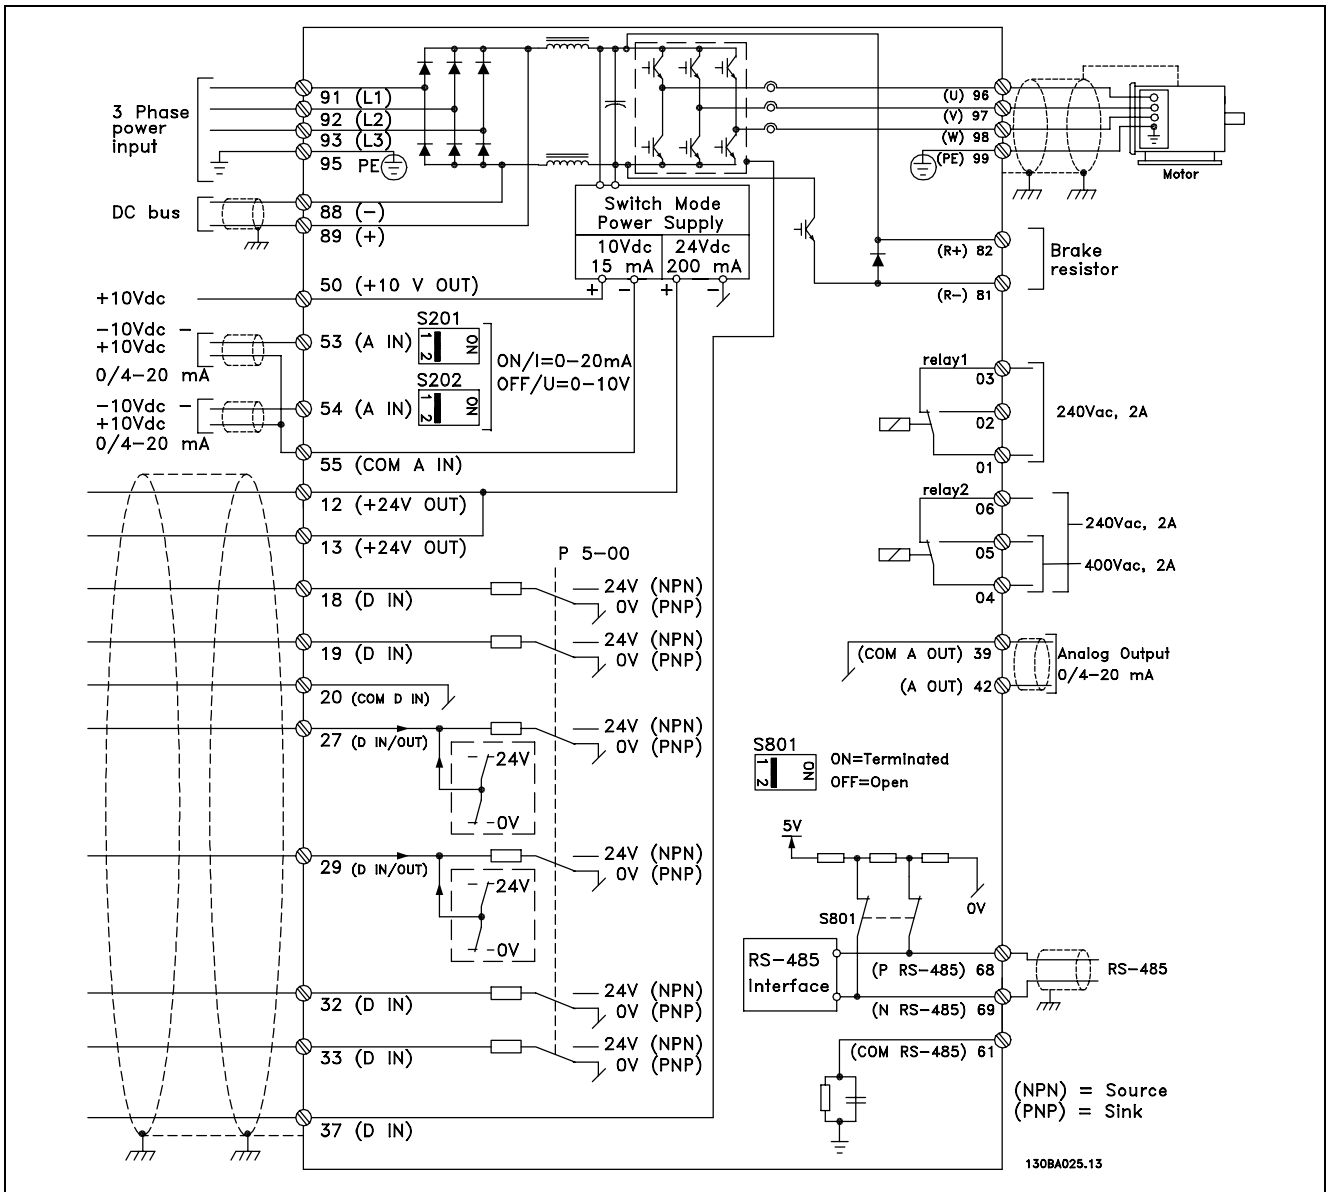 3 Phase
power
input
91 (L1)
92 (L2)
93 (L3)
95 PE
DC bus
88 (−)
89 (+)
+10Vdc
50 (+10 V OUT)
Switch Mode
Power Supply
10Vdc
15 mA
24Vdc
200 mA
+ − + −
−10Vdc −
+10Vdc
0/4−20 mA
53 (A IN)
S201
1
2
ON
ON/I=0−20mA
OFF/U=0−10V
−10Vdc −
+10Vdc
0/4−20 mA
54 (A IN)
S202
1
2
ON
55 (COM A IN)
12 (+24V OUT)
13 (+24V OUT)
P 5-00
18 (D IN)
24V (NPN)
0V (PNP)
19 (D IN)
24V (NPN)
0V (PNP)
20 (COM D IN)
27 (D IN/OUT)
24V (NPN)
0V (PNP)
24V
0V
29 (D IN/OUT)
24V (NPN)
0V (PNP)
24V
0V
32 (D IN)
24V (NPN)
0V (PNP)
33 (D IN)
24V (NPN)
0V (PNP)
37 (D IN)
(U) 96
(V) 97
(W) 98
(PE) 99
Motor
(R+) 82
Brake
resistor
(R−) 81
relay1
03
02
01
240Vac, 2A
relay2
06
05
04
240Vac, 2A
400Vac, 2A
(COM A OUT) 39
(A OUT) 42
Analog Output
0/4−20 mA
S801
1
2
ON
ON=Terminated
OFF=Open
5V
0V
S801
RS-485
Interface
(P RS-485) 68
(N RS-485) 69
RS-485
(COM RS-485) 61
(NPN) = Source
(PNP) = Sink
130BA025.13